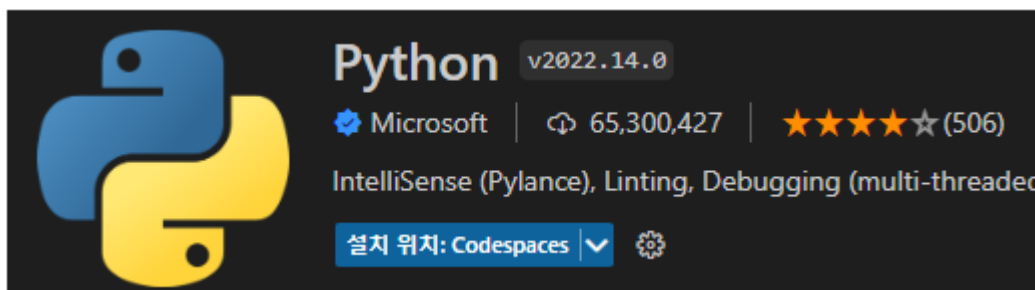 Python v2022.14.0
Microsoft 65,300,427 (506)
IntelliSense (Pylance), Linting, Debugging (multi-threaded
설치 위치: Codespaces